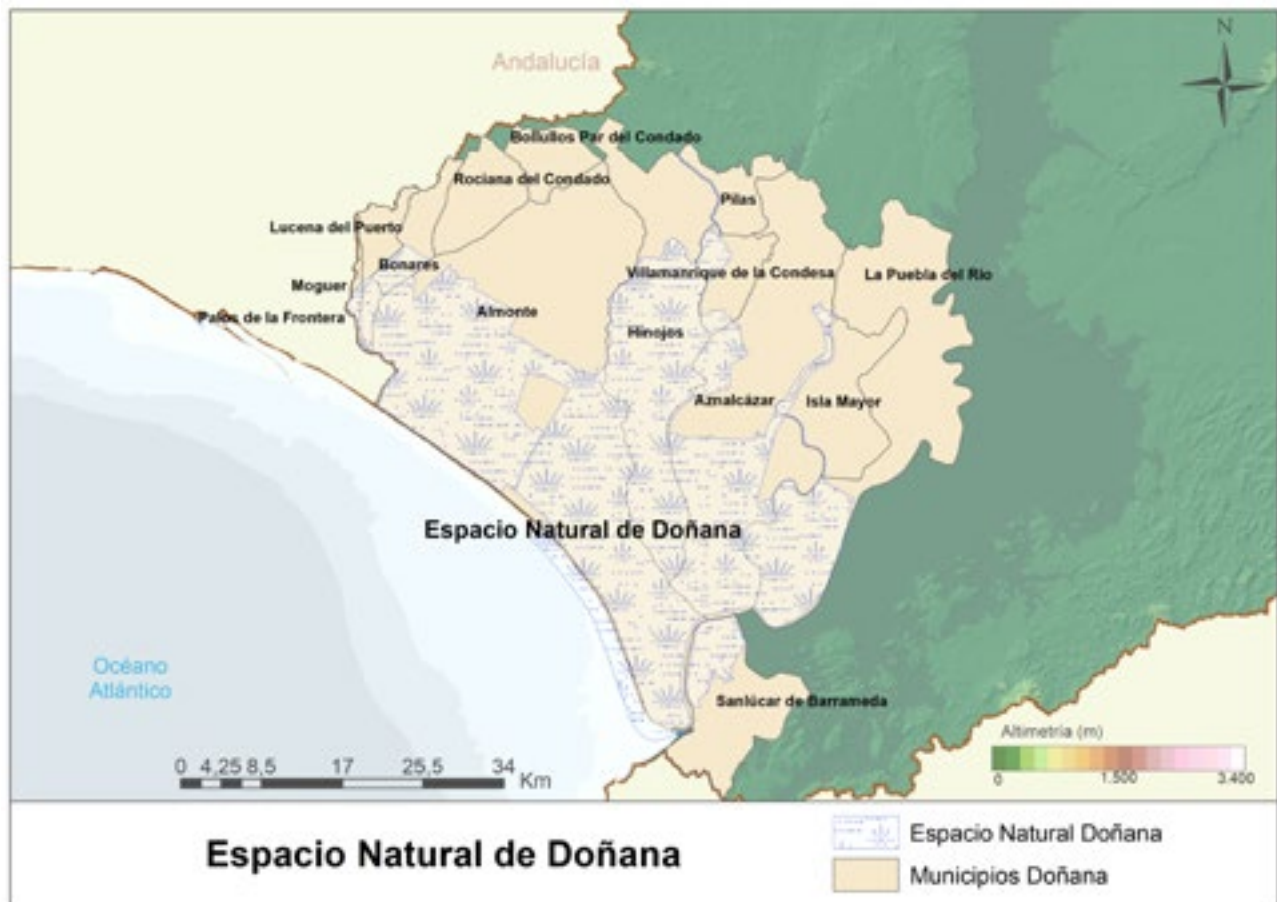 N
Andalucía
Bollullos Par del Condado
Rociana del Condado
Pilas
Lucena del Puerto
Bonares
Villamanrique de la Condesa
La Puebla del Río
Moguer
Almonte
Palos de la Frontera
Hinojos
Aznalcázar
Isla Mayor
Espacio Natural de Doñana
Océano
Atlántico
Sanlúcar de Barrameda
Altimetría (m)
0 1.500 3.400
0 4,25 8,5 17 25,5 34
Km
Espacio Natural de Doñana
Espacio Natural Doñana
Municipios Doñana